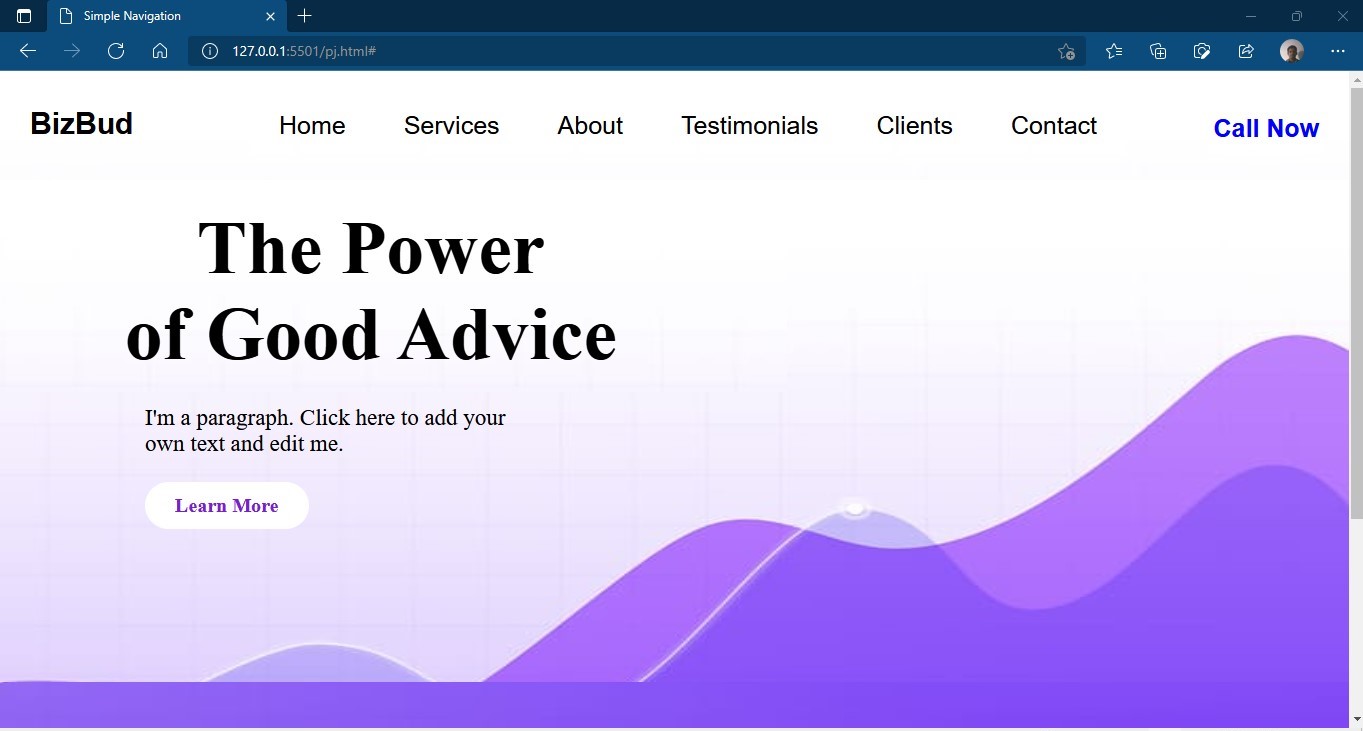 Simple Navigation
127.0.0.1:5501/pj.html#
BizBud Home Services About Testimonials Clients Contact Call Now
The Power
of Good Advice
I'm a paragraph. Click here to add your
own text and edit me.
Learn More